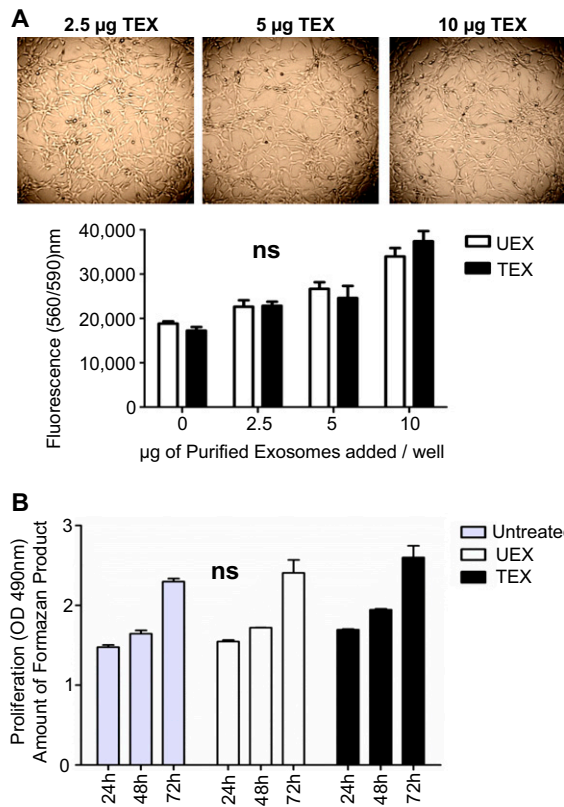 A
2.5 µg TEX 5 µg TEX 10 µg TEX
40,000
30,000
20,000
10,000
0
Fluorescence (560/590)nm
ns
UEX
TEX
0 2.5 5 10
µg of Purified Exosomes added / well
B
3
2
1
0
Proliferation (OD 490nm)
Amount of Formazan Product
ns
Untreate
UEX
TEX
24h 48h 72h 24h 48h 72h 24h 48h 72h